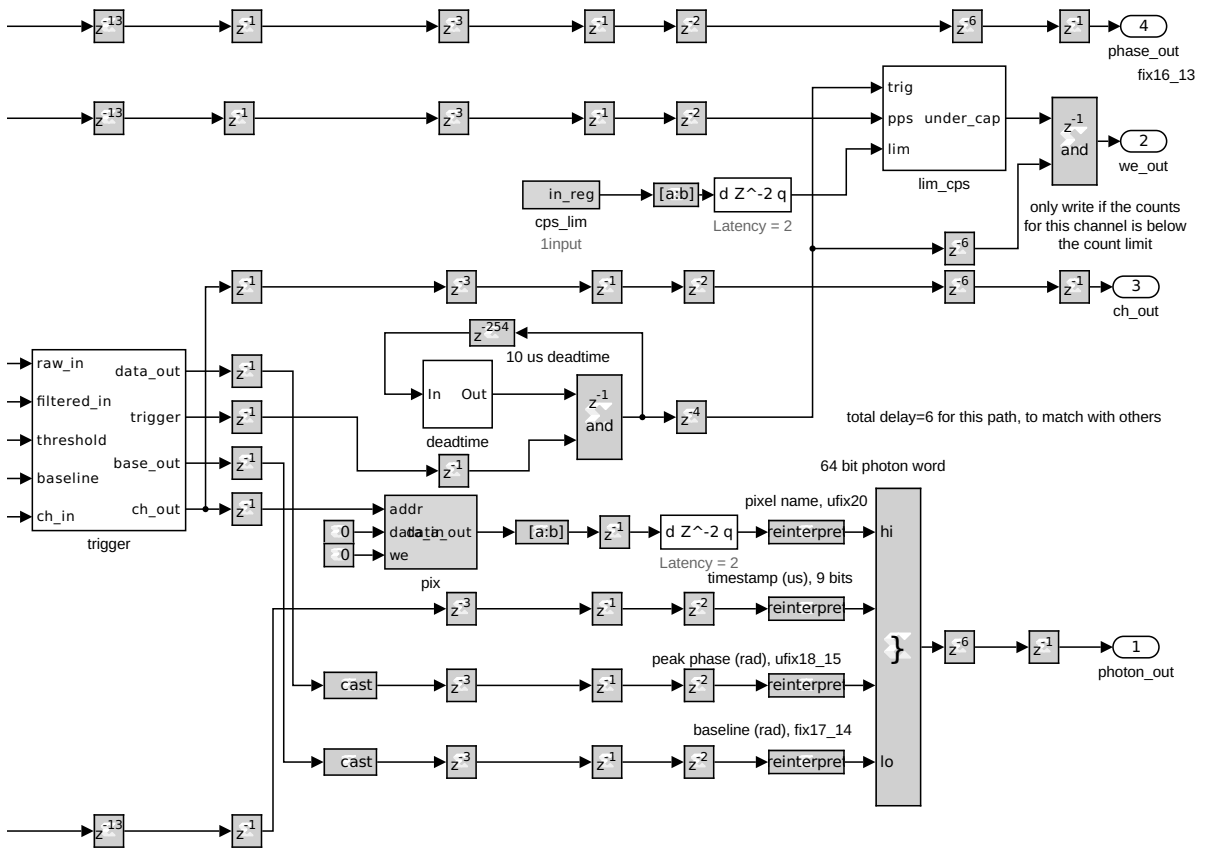 z-13
z-1
z-3
z-1
z-2
z-6
z-1
4
phase_out
fix16_13
z-13
z-1
z-3
z-1
z-2
trig
pps
under_cap
lim
lim_cps
z-1
and
2
we_out
in_reg
cps_lim
1input
[a:b]
d Z^-2 q
Latency = 2
only write if the counts
for this channel is below
the count limit
z-6
z-1
z-3
z-1
z-2
z-6
z-1
3
ch_out
z-254
10 us deadtime
raw_in
filtered_in
threshold
baseline
ch_in
data_out
trigger
base_out
ch_out
trigger
z-1
z-1
z-1
z-1
In
Out
deadtime
z-1
z-1
and
z-4
total delay=6 for this path, to match with others
64 bit photon word
0
0
addr
data_in
data_out
we
pix
[a:b]
z-1
d Z^-2 q
Latency = 2
pixel name, ufix20
reinterpret
hi
timestamp (us), 9 bits
z-3
z-1
z-2
reinterpret
}
z-6
z-1
1
photon_out
peak phase (rad), ufix18_15
cast
z-3
z-1
z-2
reinterpret
baseline (rad), fix17_14
cast
z-3
z-1
z-2
reinterpret
lo
z-13
z-1